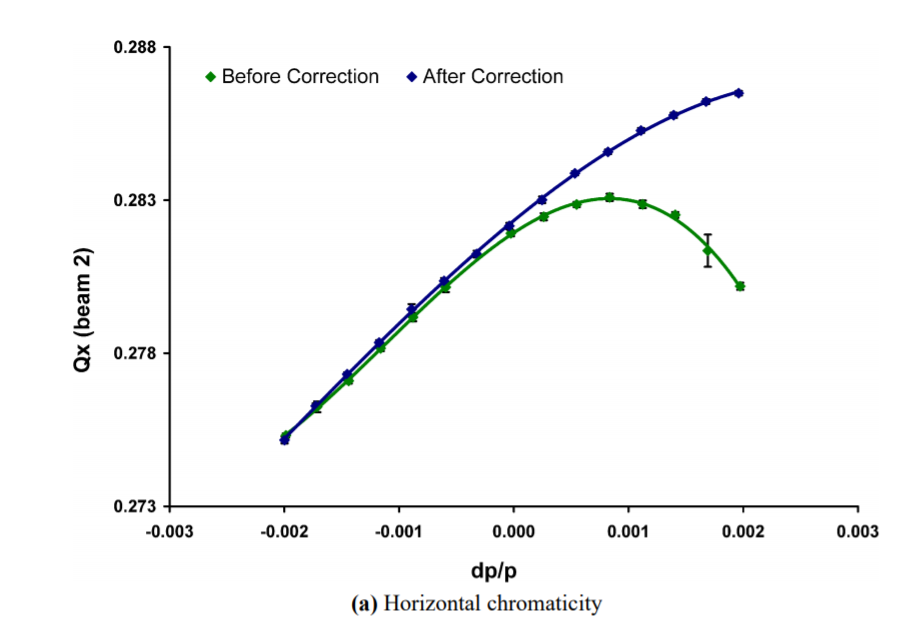 0.288
Before Correction After Correction
0.283
Qx (beam 2)
0.278
0.273
-0.003 -0.002 -0.001 0.000 0.001 0.002 0.003
dp/p
(a) Horizontal chromaticity